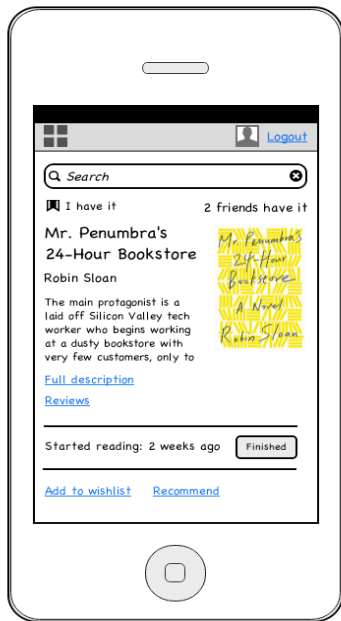 Logout
Search
I have it
2 friends have it
Mr. Penumbra's
24-Hour Bookstore
Robin Sloan
Mr. Penumbra's
24-Hour
Bookstore
A Novel
Robin Sloan
The main protagonist is a
laid off Silicon Valley tech
worker who begins working
at a dusty bookstore with
very few customers, only to
Full description
Reviews
Started reading: 2 weeks ago
Finished
Add to wishlist
Recommend